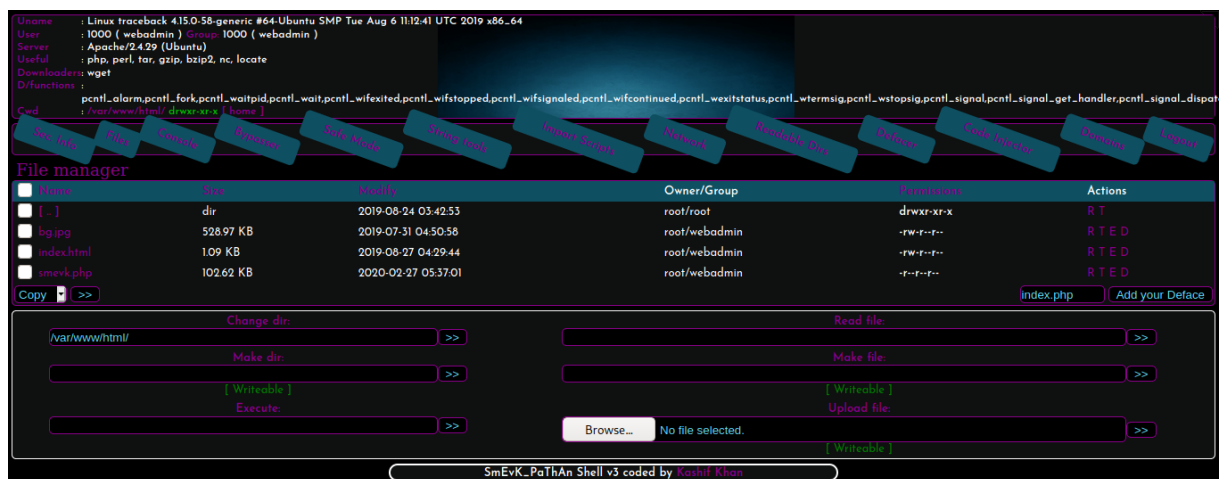 Uname : Linux traceback 4.15.0-58-generic #64-Ubuntu SMP Tue Aug 6 11:12:41 UTC 2019 x86_64
User : 1000 ( webadmin ) Group: 1000 ( webadmin )
Server : Apache/2.4.29 (Ubuntu)
Useful : php, perl, tar, gzip, bzip2, nc, locate
Downloaders: wget
D/functions :
pcntl_alarm,pcntl_fork,pcntl_waitpid,pcntl_wait,pcntl_wifexited,pcntl_wifstopped,pcntl_wifsignaled,pcntl_wifcontinued,pcntl_wexitstatus,pcntl_wtermsig,pcntl_wstopsig,pcntl_signal,pcntl_signal_get_handler,pcntl_signal_dispat
Cwd : /var/www/html/ drwxr-xr-x [ home ]
Files Console Bypasser Safe Mode String tools Import Scripts Network Readable Dirs Defacer Code Injector Domains Logout
File manager
Name Size Modify Owner/Group Permissions Actions
[ .. ] dir 2019-08-24 03:42:53 root/root drwxr-xr-x R T
bg.jpg 528.97 KB 2019-07-31 04:50:58 root/webadmin -rw-r--r-- R T E D
index.html 1.09 KB 2019-08-27 04:29:44 root/webadmin -rw-r--r-- R T E D
smevk.php 102.62 KB 2020-02-27 05:37:01 root/webadmin -r--r--r-- R T E D
Copy >> index.php Add your Deface
Change dir: Read file:
/var/www/html/ >> >>
Make dir: Make file:
>> >>
[ Writeable ] [ Writeable ]
Execute: Upload file:
>> Browse... No file selected. >>
[ Writeable ]
SmEvK_PaThAn Shell v3 coded by Kashif Khan